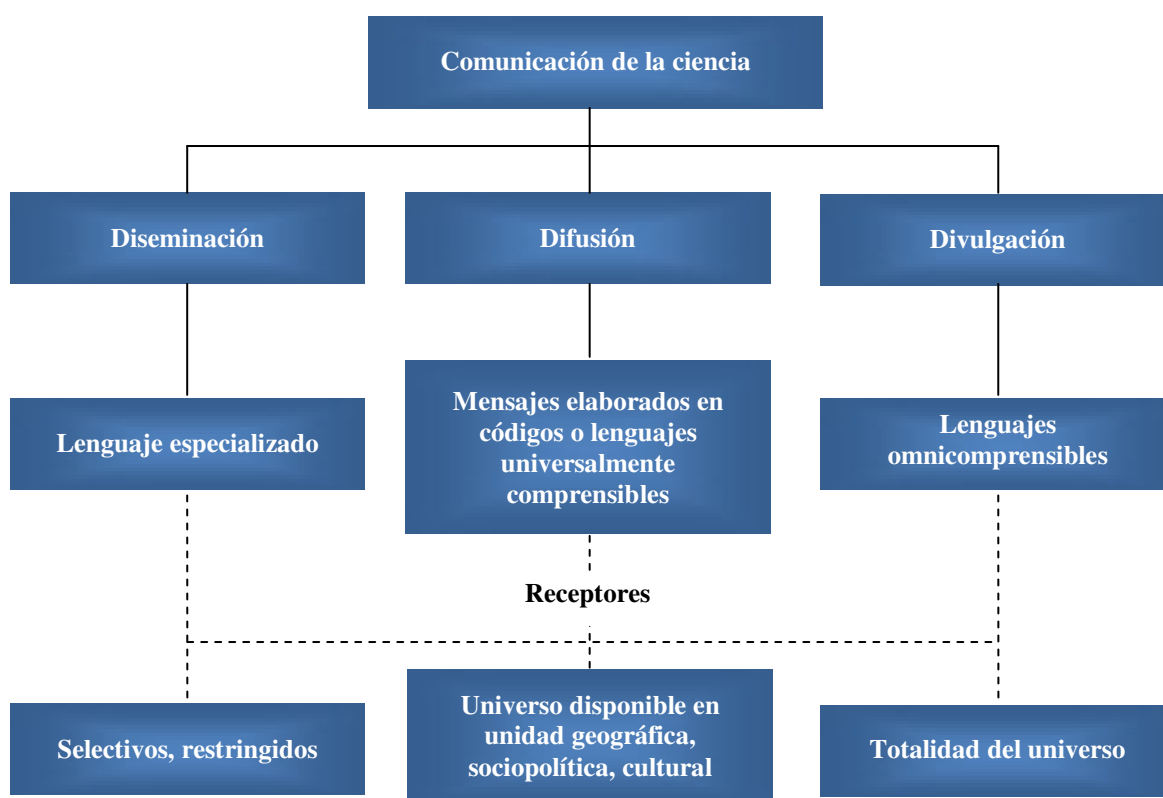 Comunicación de la ciencia
Diseminación
Difusión
Divulgación
Lenguaje especializado
Mensajes elaborados en
códigos o lenguajes
universalmente
comprensibles
Lenguajes
omnicomprensibles
Receptores
Selectivos, restringidos
Universo disponible en
unidad geográfica,
sociopolítica, cultural
Totalidad del universo